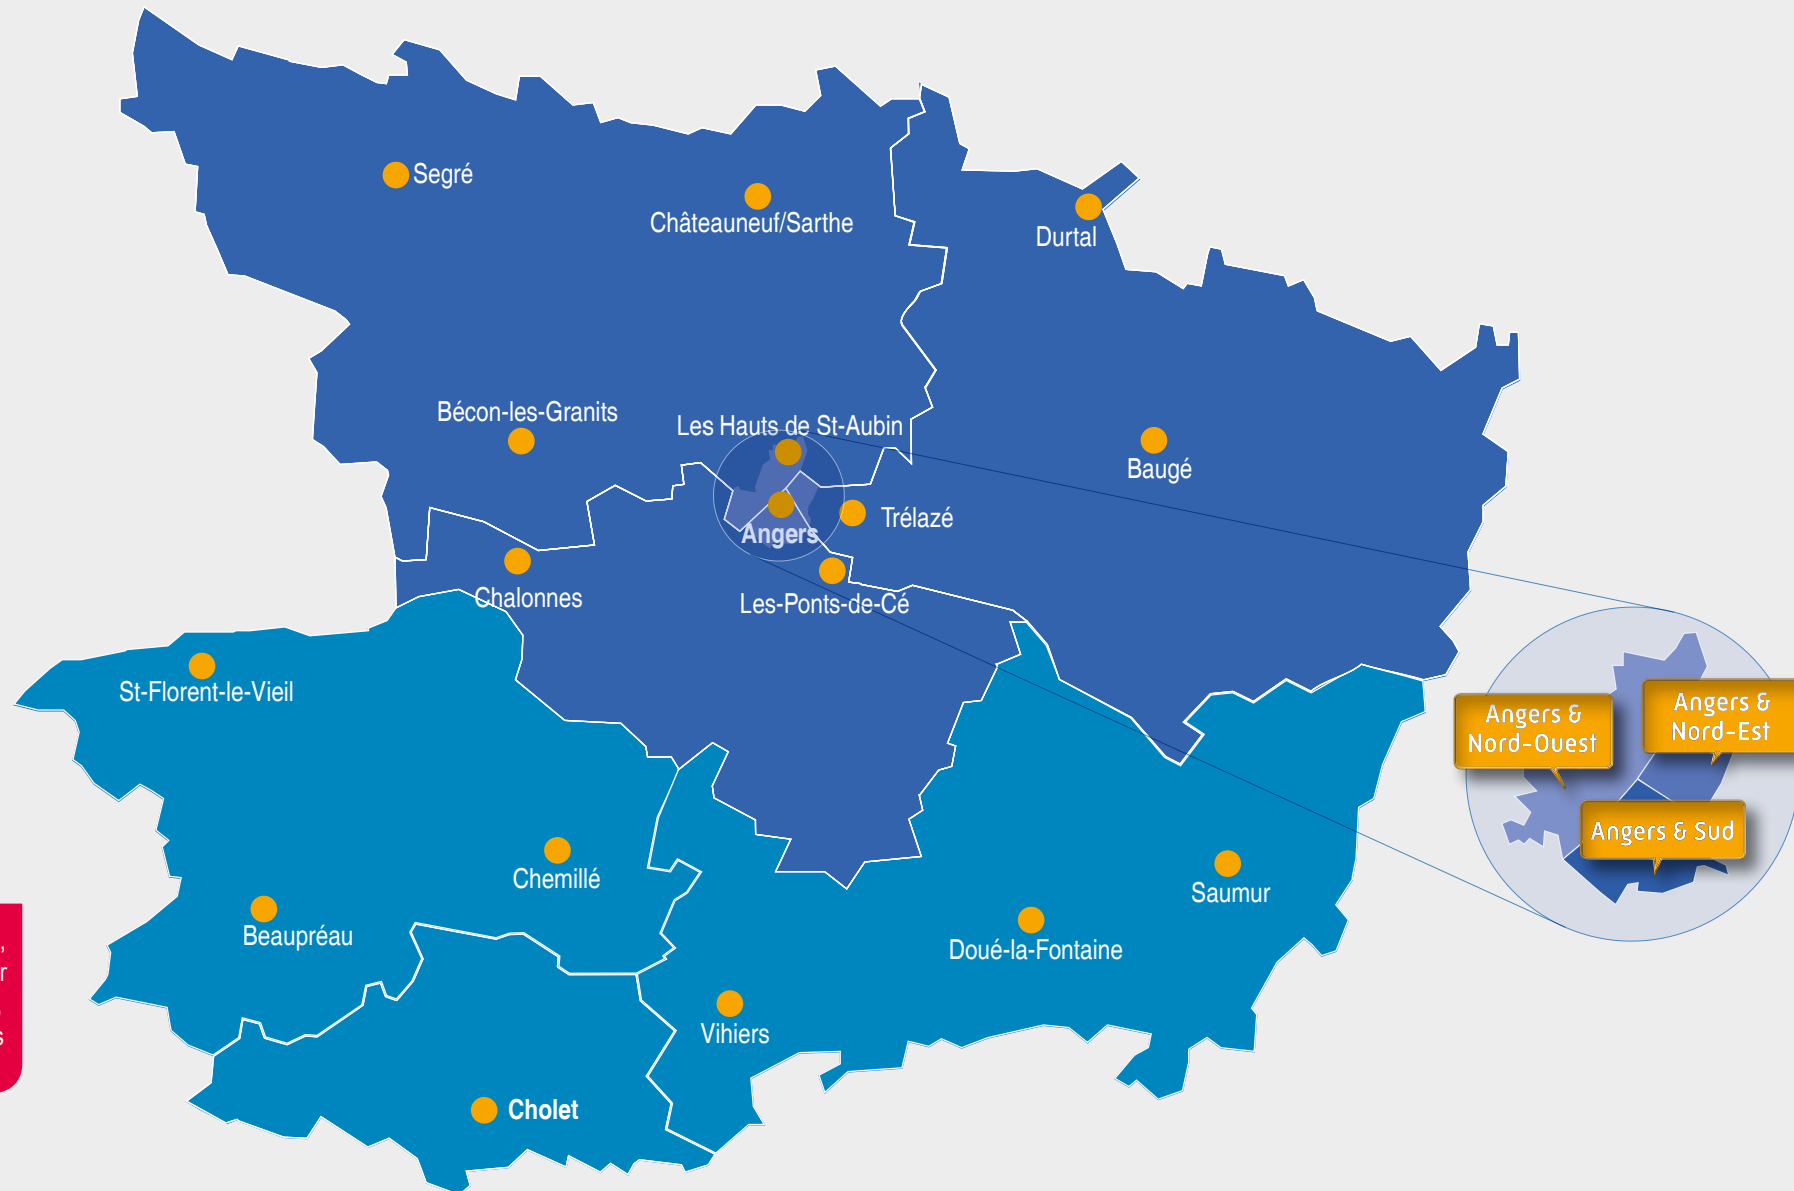 Segré
Châteauneuf/Sarthe
Durtal
Bécon-les-Granits
Les Hauts de St-Aubin
Baugé
Trélazé
Angers
Chalonnes
Les-Ponts-de-Cé
St-Florent-le-Vieil
Angers &
Nord-Ouest
Angers &
Nord-Est
Angers & Sud
Chemillé
Saumur
Beaupréau
Doué-la-Fontaine
Vihiers
Cholet